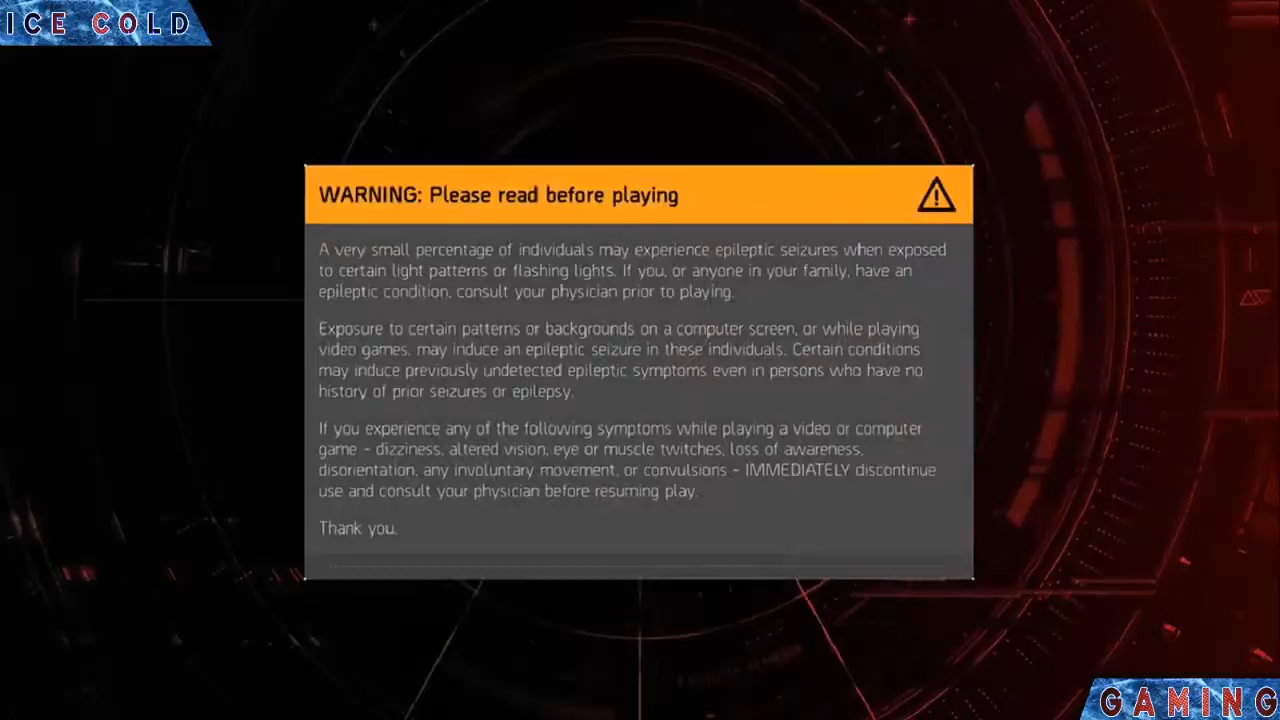 ICE COLD
WARNING: Please read before playing
A very small percentage of individuals may experience epileptic seizures when exposed
to certain light patterns or flashing lights. If you, or anyone in your family, have an
epileptic condition, consult your physician prior to playing.
Exposure to certain patterns or backgrounds on a computer screen, or while playing
video games, may induce an epileptic seizure in these individuals. Certain conditions
may induce previously undetected epileptic symptoms even in persons who have no
history of prior seizures or epilepsy.
If you experience any of the following symptoms while playing a video or computer
game - dizziness, altered vision, eye or muscle twitches, loss of awareness,
disorientation, any involuntary movement, or convulsions - IMMEDIATELY discontinue
use and consult your physician before resuming play.
Thank you.
GAMING